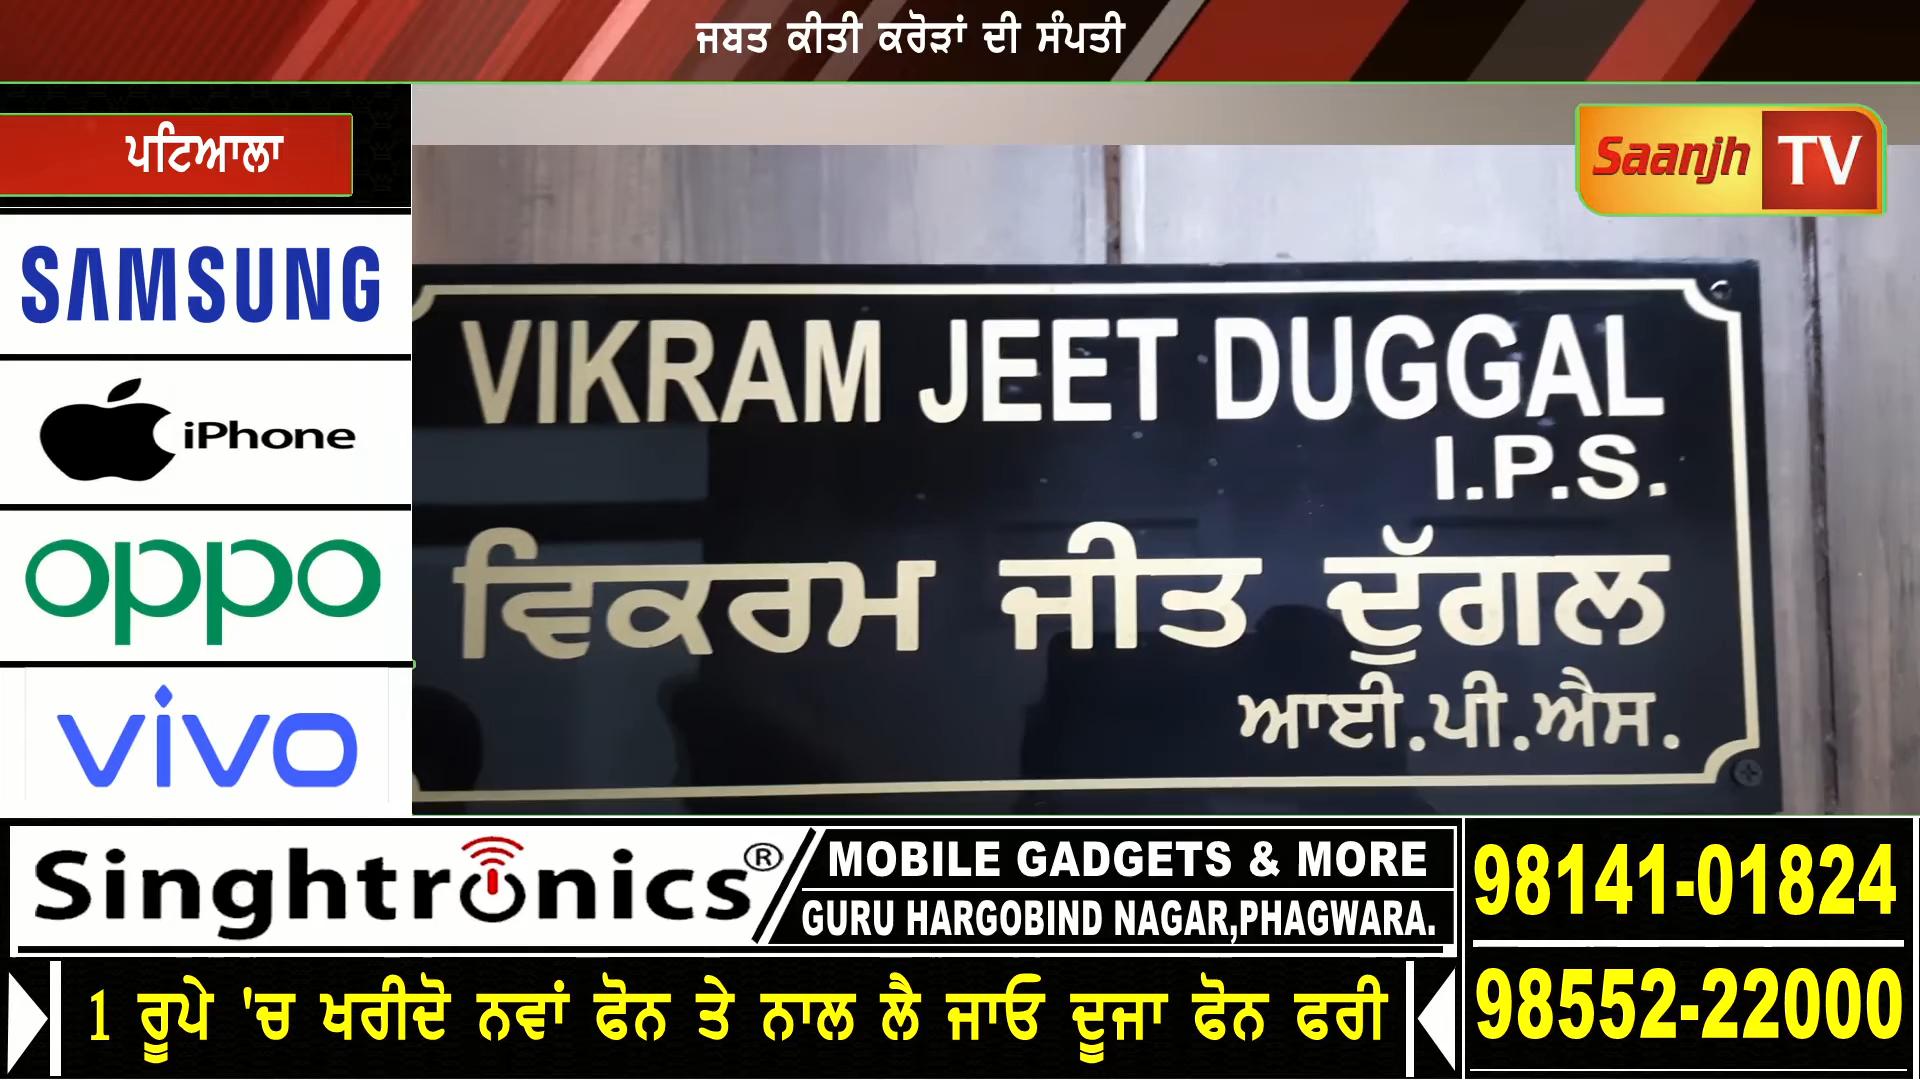 ਜਬਤ ਕੀਤੀ ਕਰੋੜਾਂ ਦੀ ਸੰਪਤੀ
ਪਟਿਆਲਾ
Saanjh TV
SAMSUNG
iPhone
oppo
vivo
VIKRAM JEET DUGGAL
I.P.S.
ਵਿਕਰਮ ਜੀਤ ਦੁੱਗਲ
ਆਈ.ਪੀ.ਐਸ.
Singhtronics®
MOBILE GADGETS & MORE
GURU HARGOBIND NAGAR,PHAGWARA.
98141-01824
98552-22000
1 ਰੂਪੇ 'ਚ ਖਰੀਦੋ ਨਵਾਂ ਫੋਨ ਤੇ ਨਾਲ ਲੈ ਜਾਓ ਦੂਜਾ ਫੋਨ ਫਰੀ